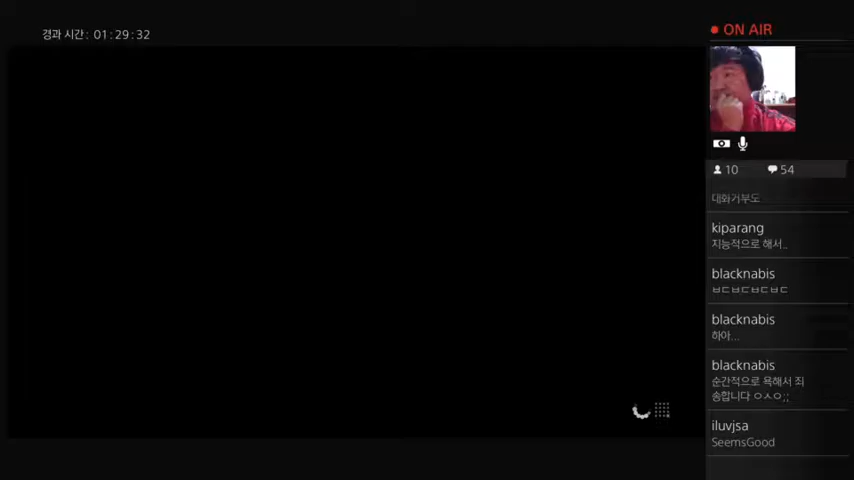 경과 시간: 01:29:32
ON AIR
10
54
대화거부도
kiparang
지능적으로 해서..
blacknabis
ㅂㄷㅂㄷㅂㄷㅂㄷ
blacknabis
하아...
blacknabis
순간적으로 욕해서 죄
송합니다 ㅇㅅㅇ;;
iluvjsa
SeemsGood